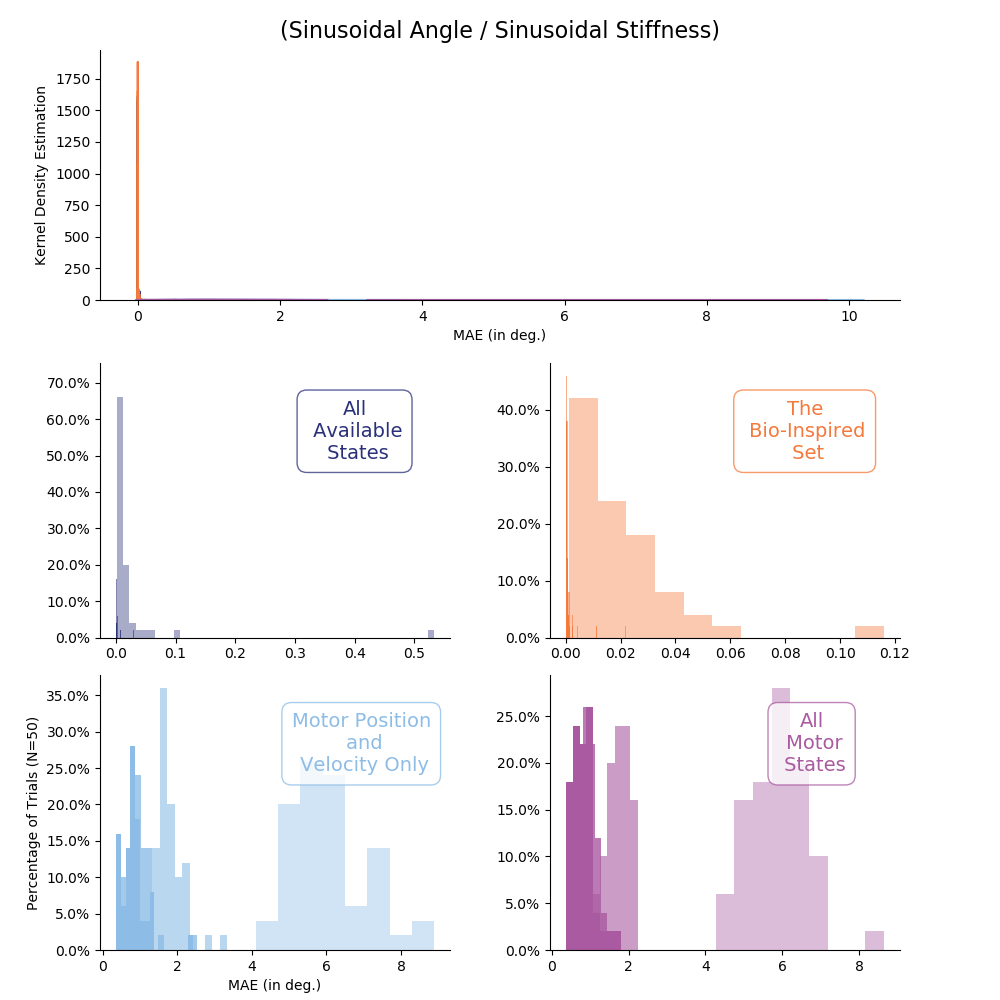 (Sinusoidal Angle / Sinusoidal Stiffness)
Kernel Density Estimation
1750
1500
1250
1000
750
500
250
0
0 2 4 6 8 10
MAE (in deg.)
70.0%
60.0%
50.0%
40.0%
30.0%
20.0%
10.0%
0.0%
0.0 0.1 0.2 0.3 0.4 0.5
All
Available
States
40.0%
30.0%
20.0%
10.0%
0.0%
0.00 0.02 0.04 0.06 0.08 0.10 0.12
The
Bio-Inspired
Set
Percentage of Trials (N=50)
35.0%
30.0%
25.0%
20.0%
15.0%
10.0%
5.0%
0.0%
0 2 4 6 8
MAE (in deg.)
Motor Position
and
Velocity Only
25.0%
20.0%
15.0%
10.0%
5.0%
0.0%
0 2 4 6 8
All
Motor
States